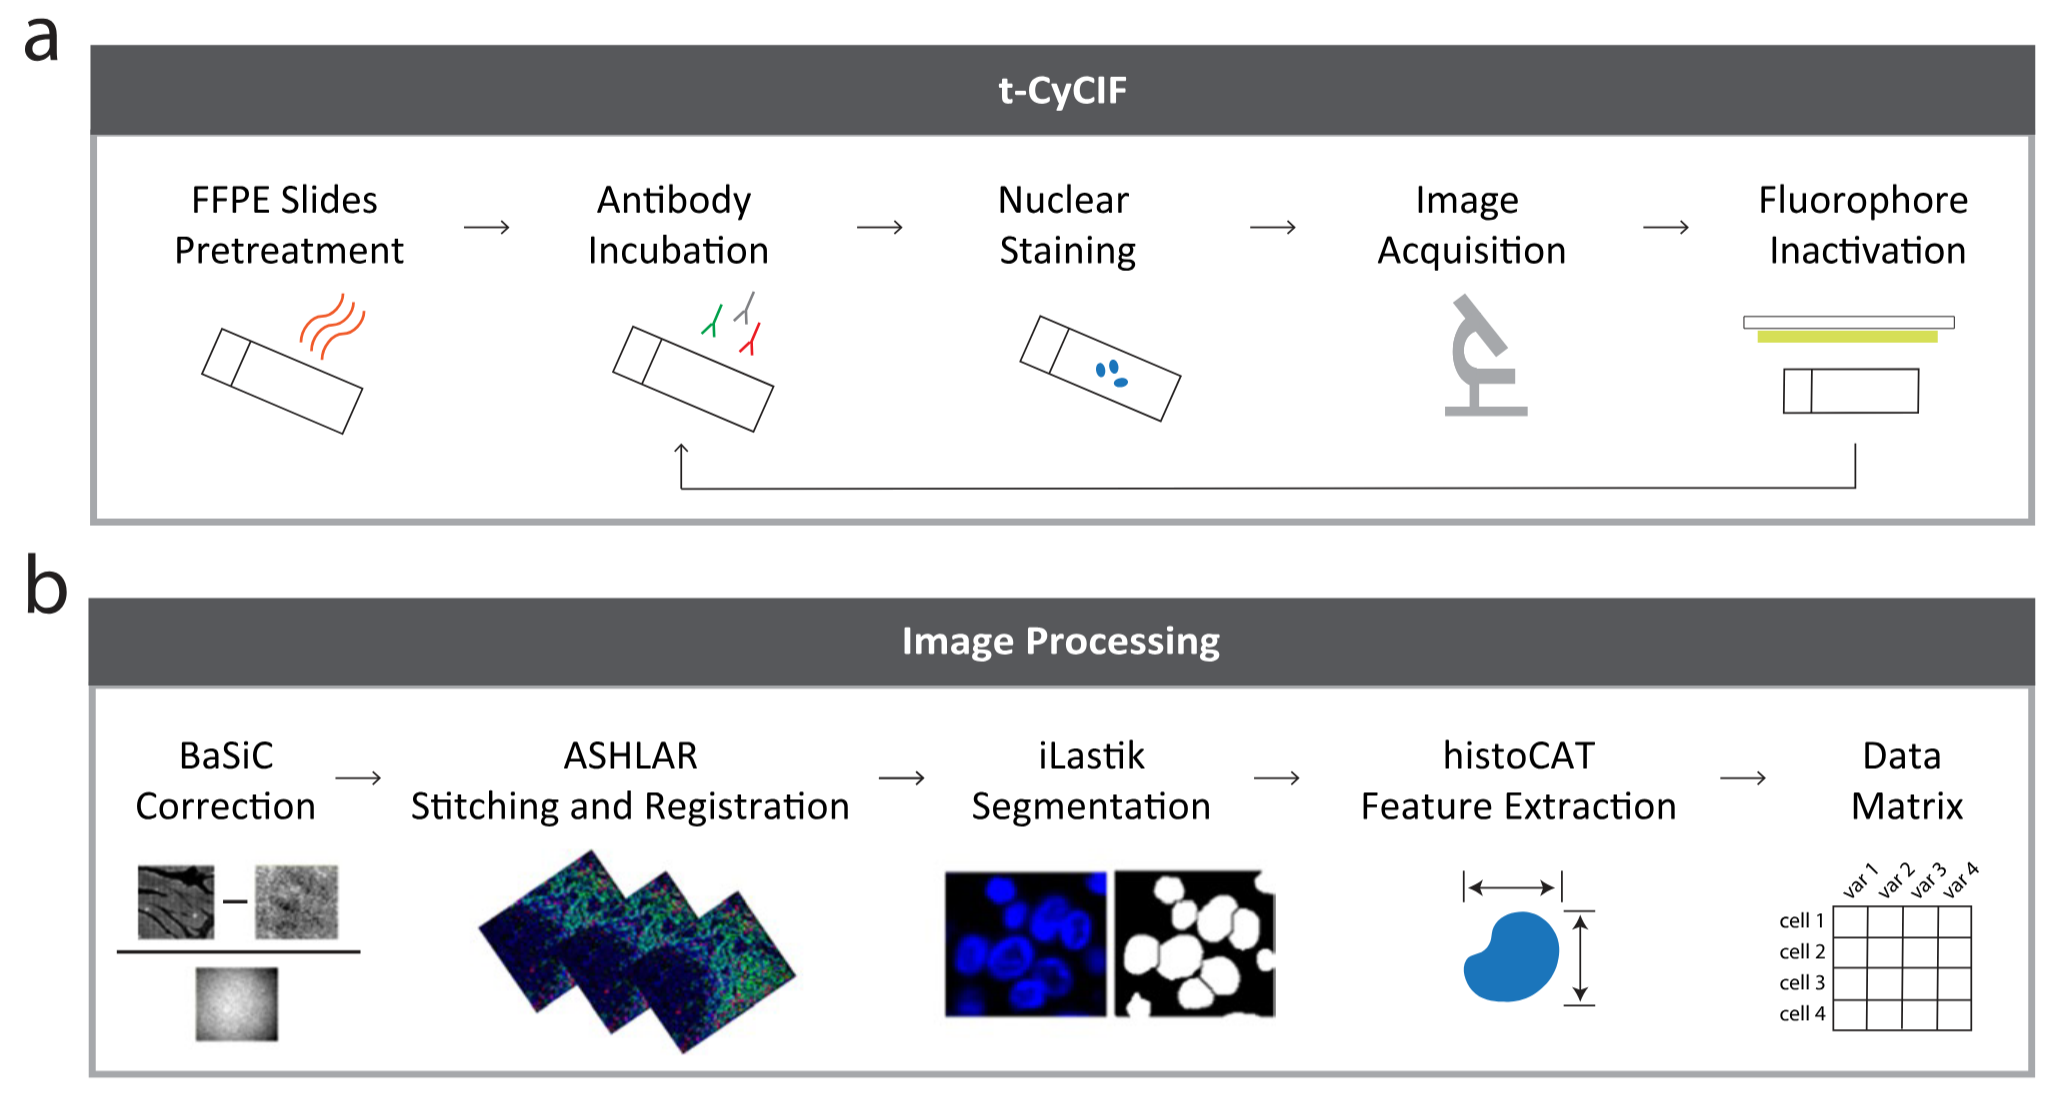 a
t-CyCIF
FFPE Slides
Pretreatment
Antibody
Incubation
Nuclear
Staining
Image
Acquisition
Fluorophore
Inactivation
b
Image Processing
BaSiC
Correction
ASHLAR
Stitching and Registration
iLastik
Segmentation
histoCAT
Feature Extraction
Data
Matrix
var 1
var 2
var 3
var 4
cell 1
cell 2
cell 3
cell 4